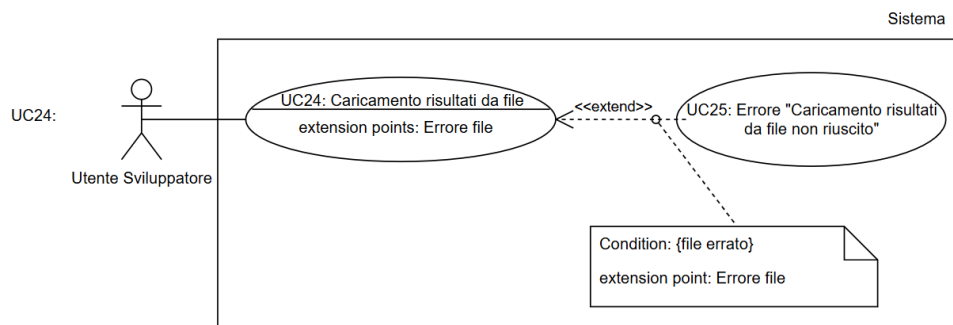 Sistema
UC24:
Utente Sviluppatore
UC24: Caricamento risultati da file
extension points: Errore file
<<extend>>
UC25: Errore "Caricamento risultati
da file non riuscito"
Condition: {file errato}
extension point: Errore file